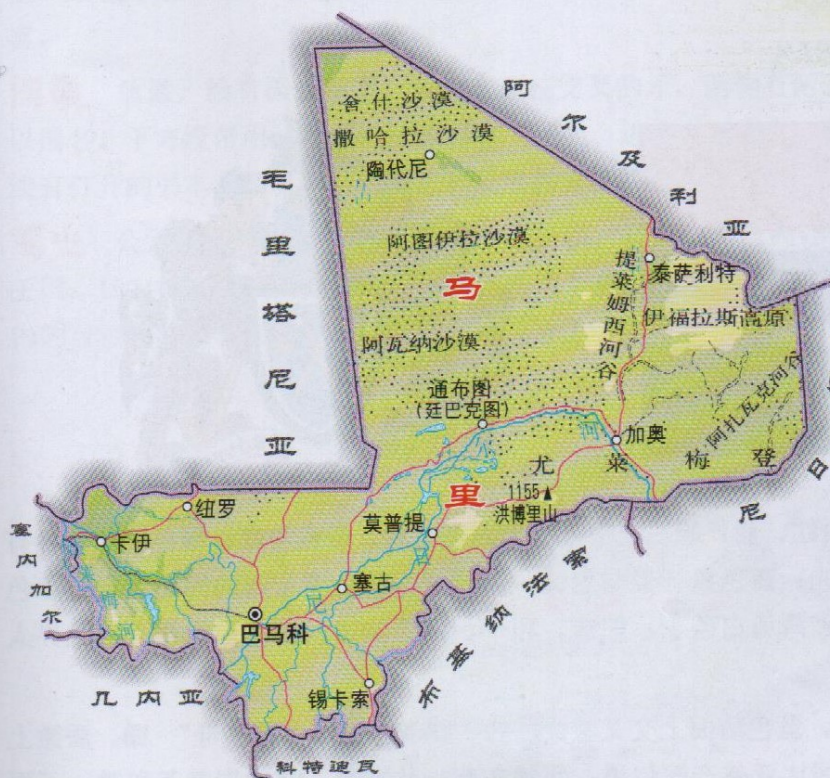 舍什沙漠
撒哈拉沙漠
陶代尼
阿尔及利亚
毛里塔尼亚
阿图伊拉沙漠
马里
提莱姆西河谷
泰萨利特
伊福拉斯高原
阿瓦纳沙漠
通布图
(廷巴克图)
阿扎瓦克河谷
加奥
尤
莱梅登
尼日
河
尔
日
尼
1155
洪博里山
莫普提
纽罗
卡伊
塞内加尔
塞古
巴马科
布基纳法索
几内亚
锡卡索
科特迪瓦